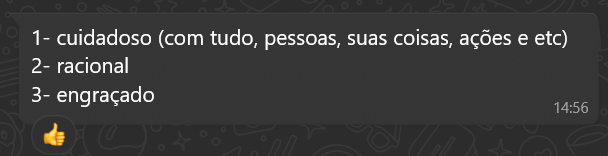 1- cuidadoso (com tudo, pessoas, suas coisas, ações e etc)
2- racional
3- engraçado
14:56